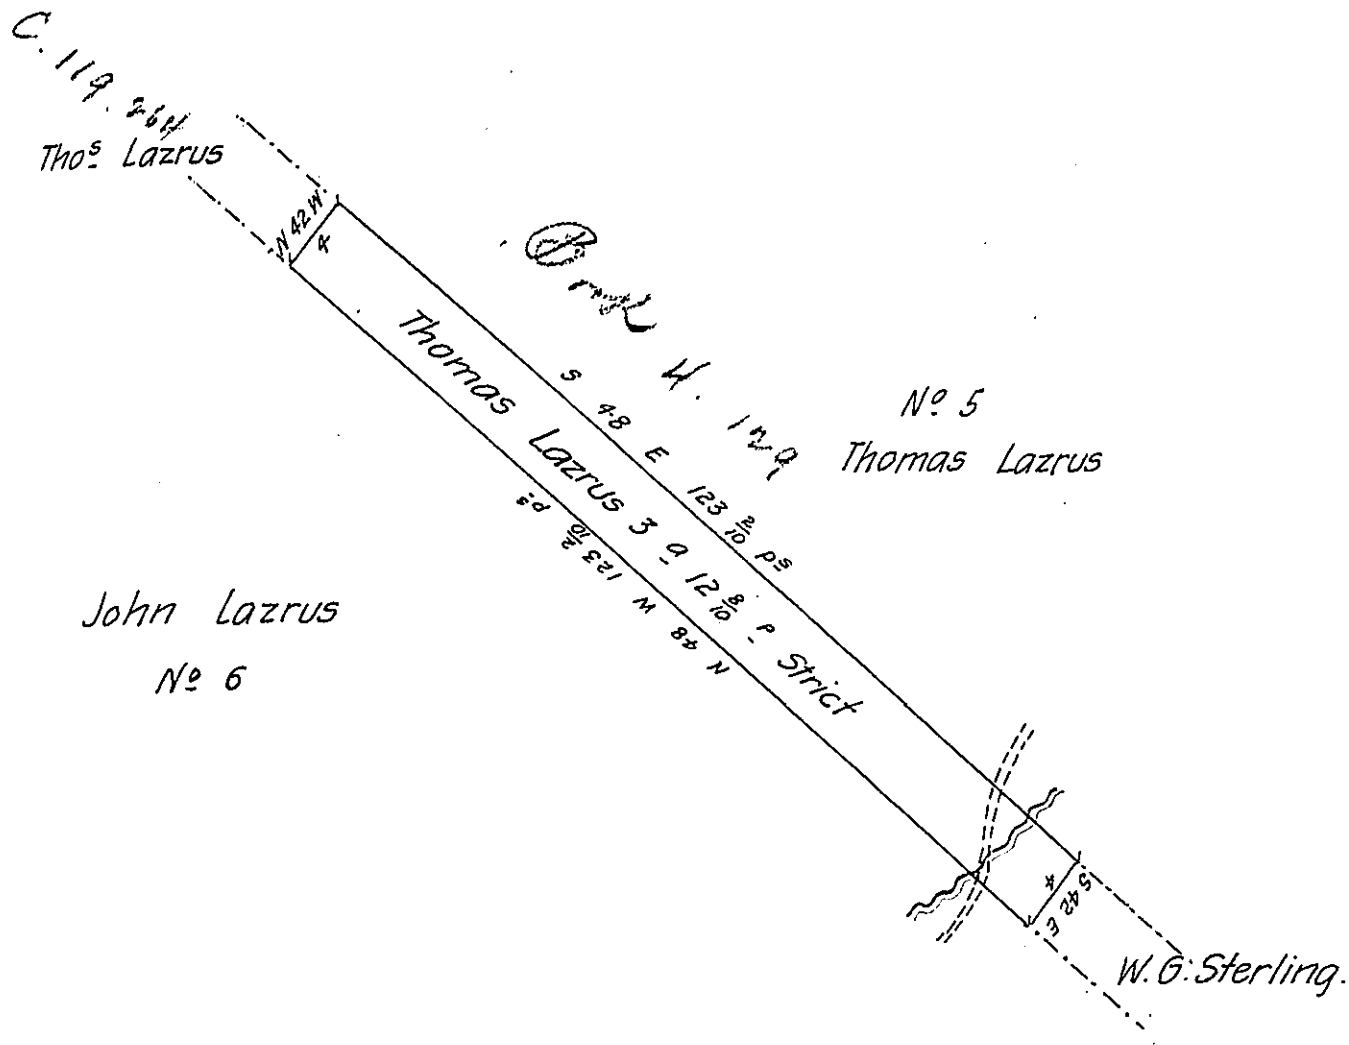 C. 119. 264
Thoˢ Lazrus
N 42 W
4
S 48 E 123 2/10 pˢ
Thomas Lazrus 3 a 12 8/10 p Strict
N 48 W 123 2/10 pˢ
Nº 5
Thomas Lazrus
John Lazrus
Nº 6
4
S 42 E
W. G. Sterling.